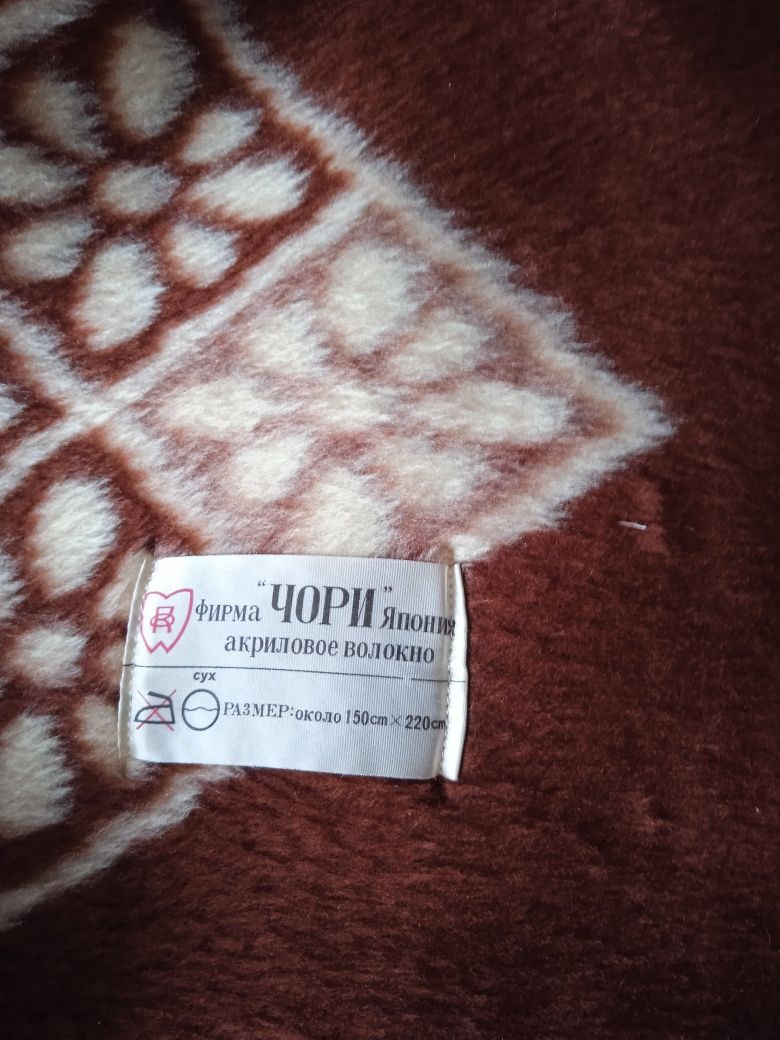 фирма "ЧОРИ" Япония
акриловое волокно
сух
РАЗМЕР: около 150cm × 220cm